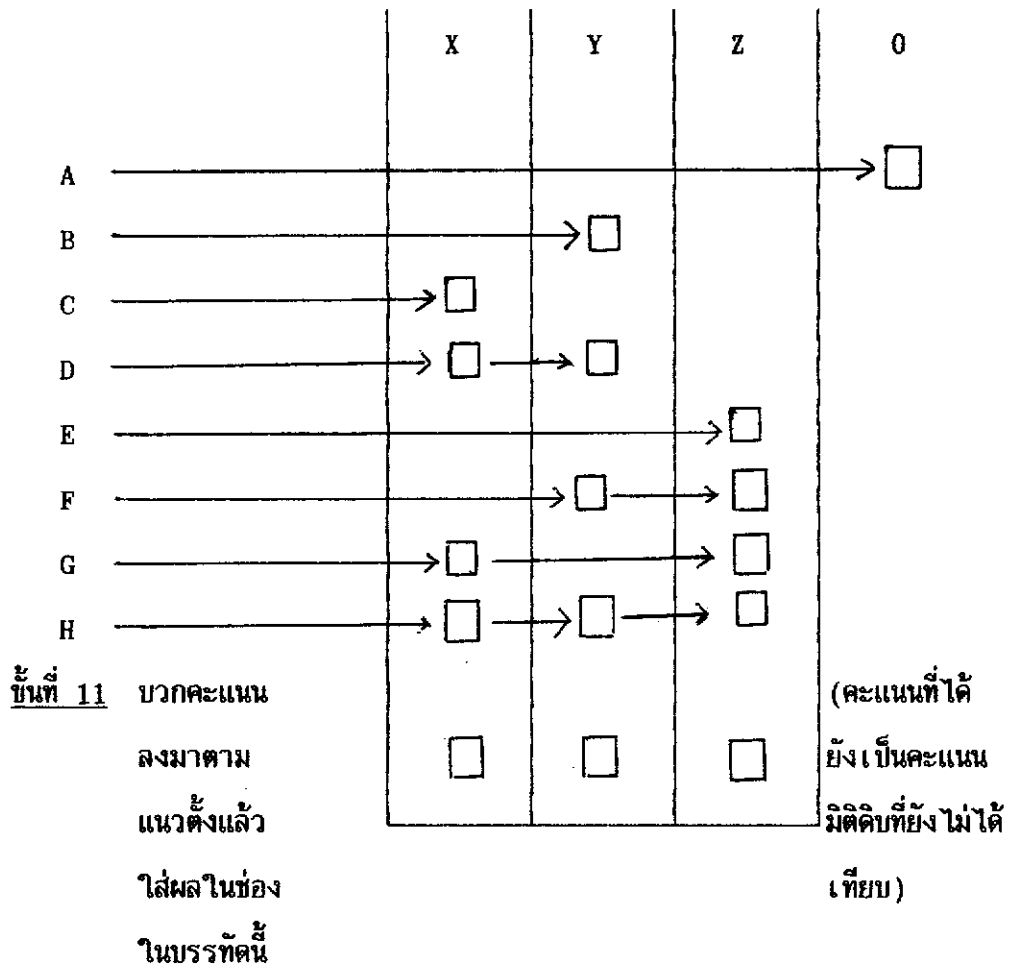 X Y Z 0
A
B
C
D
E
F
G
H
ขั้นที่ 11 บวกคะแนน (คะแนนที่ได้
ลงมาตาม ยังเป็นคะแนน
แนวตั้งแล้ว มิติดิบที่ยังไม่ได้
ใส่ผลในช่อง เทียบ)
ในบรรทัดนี้